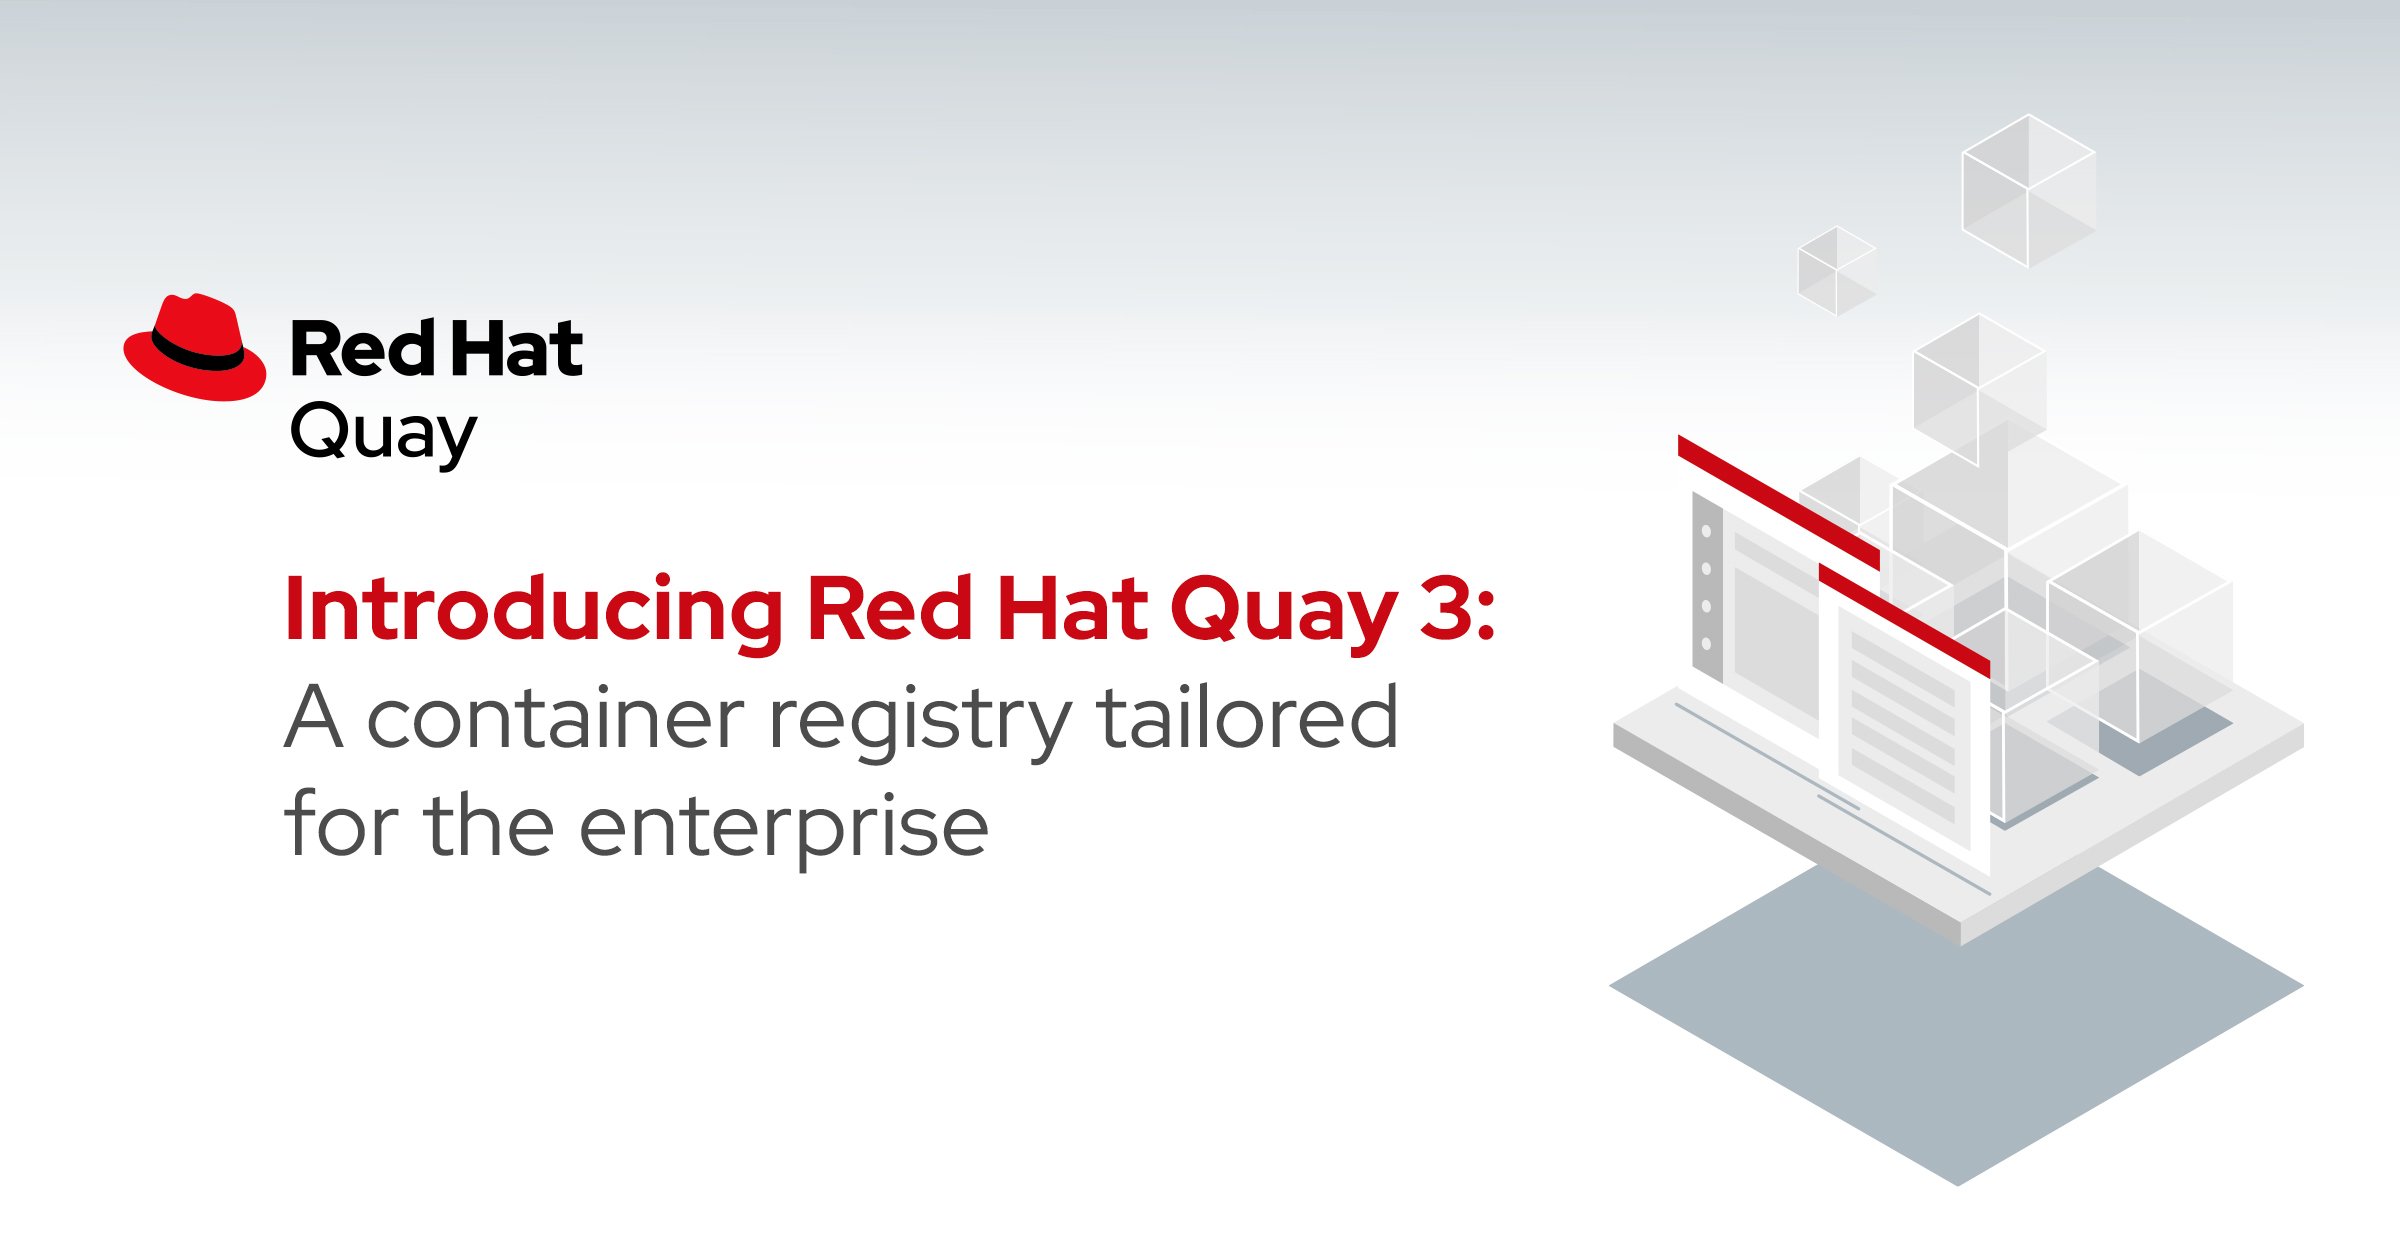 Red Hat
Quay
Introducing Red Hat Quay 3:
A container registry tailored
for the enterprise